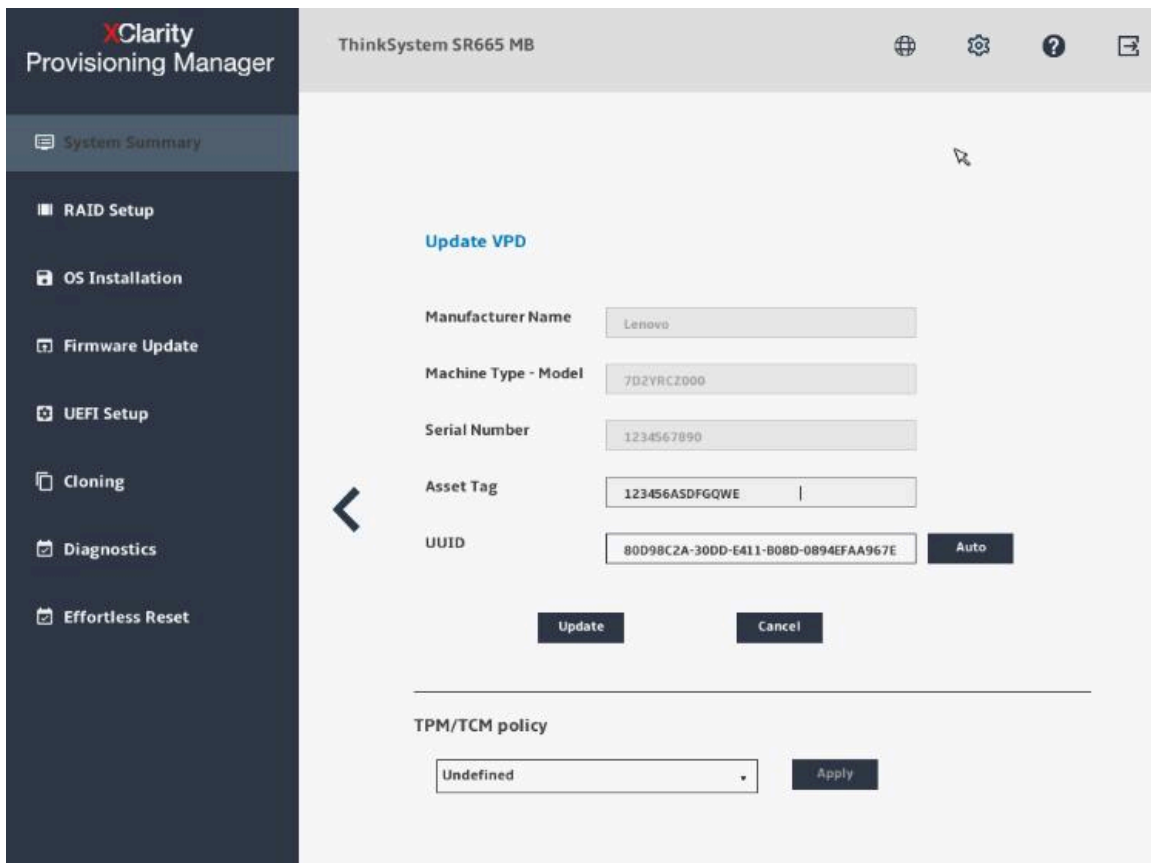 XClarity
Provisioning Manager
ThinkSystem SR665 MB
System Summary
RAID Setup
OS Installation
Firmware Update
UEFI Setup
Cloning
Diagnostics
Effortless Reset
Update VPD
Manufacturer Name
Lenovo
Machine Type - Model
7D2YRCZ000
Serial Number
1234567890
Asset Tag
123456ASDFGQWE
UUID
80D98C2A-30DD-E411-B08D-0894EFAA967E
Auto
Update
Cancel
TPM/TCM policy
Undefined
Apply